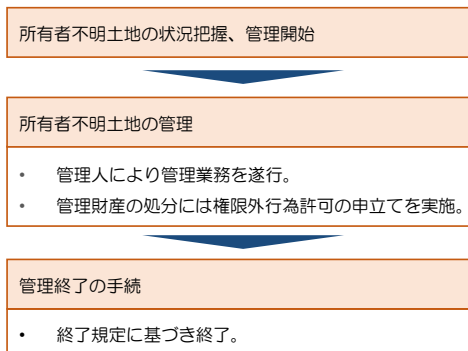 所有者不明土地の状況把握、管理開始
所有者不明土地の管理
• 管理人により管理業務を遂行。
• 管理財産の処分には権限外行為許可の申立てを実施。
管理終了の手続
• 終了規定に基づき終了。